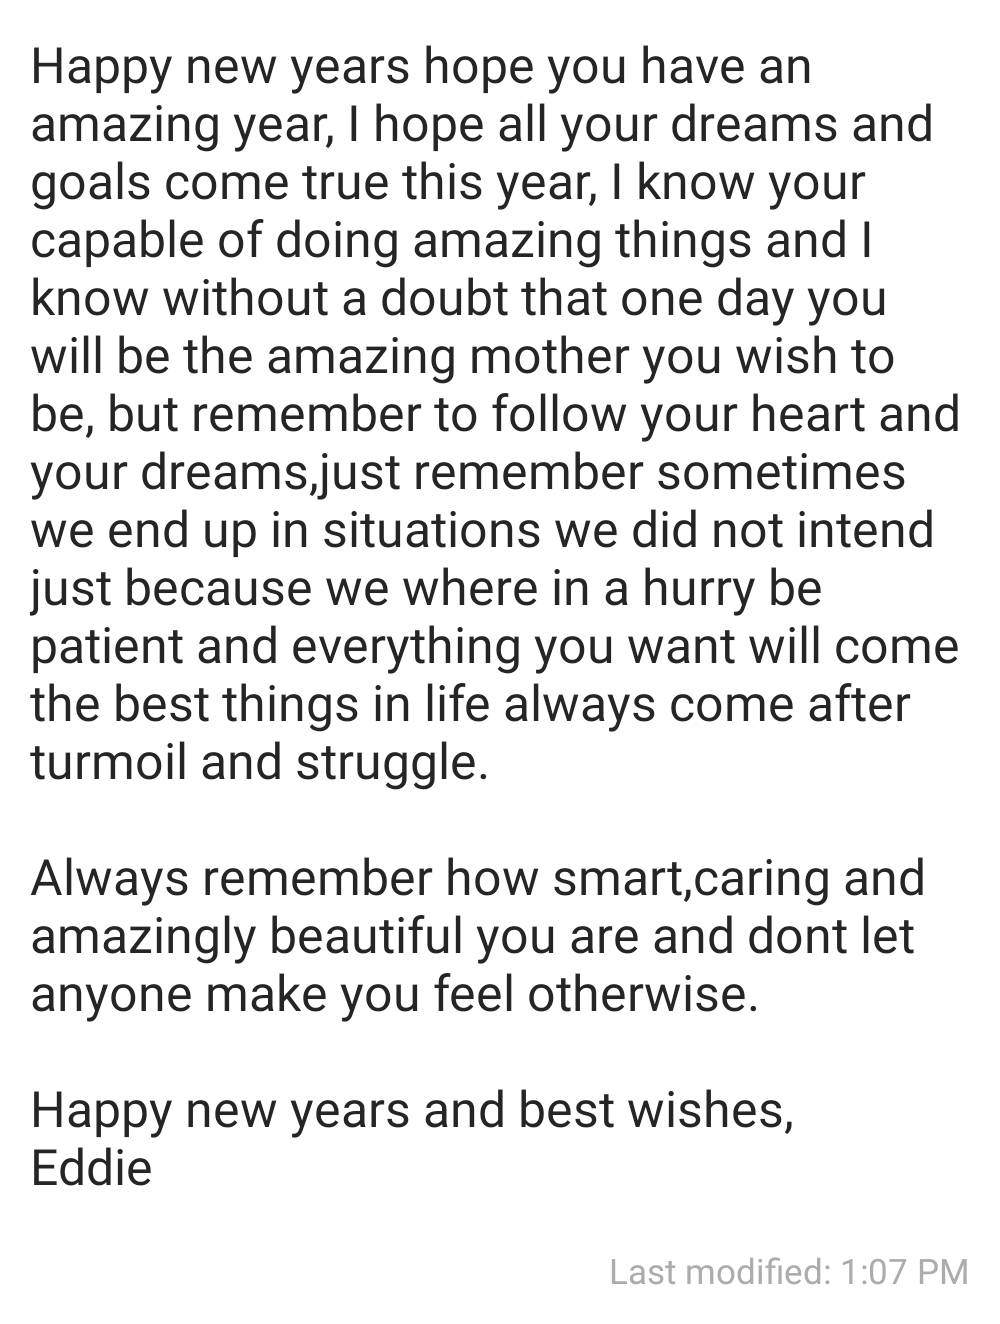 Happy new years hope you have an
amazing year, I hope all your dreams and
goals come true this year, I know your
capable of doing amazing things and I
know without a doubt that one day you
will be the amazing mother you wish to
be, but remember to follow your heart and
your dreams,just remember sometimes
we end up in situations we did not intend
just because we where in a hurry be
patient and everything you want will come
the best things in life always come after
turmoil and struggle.
Always remember how smart,caring and
amazingly beautiful you are and dont let
anyone make you feel otherwise.
Happy new years and best wishes,
Eddie
Last modified: 1:07 PM